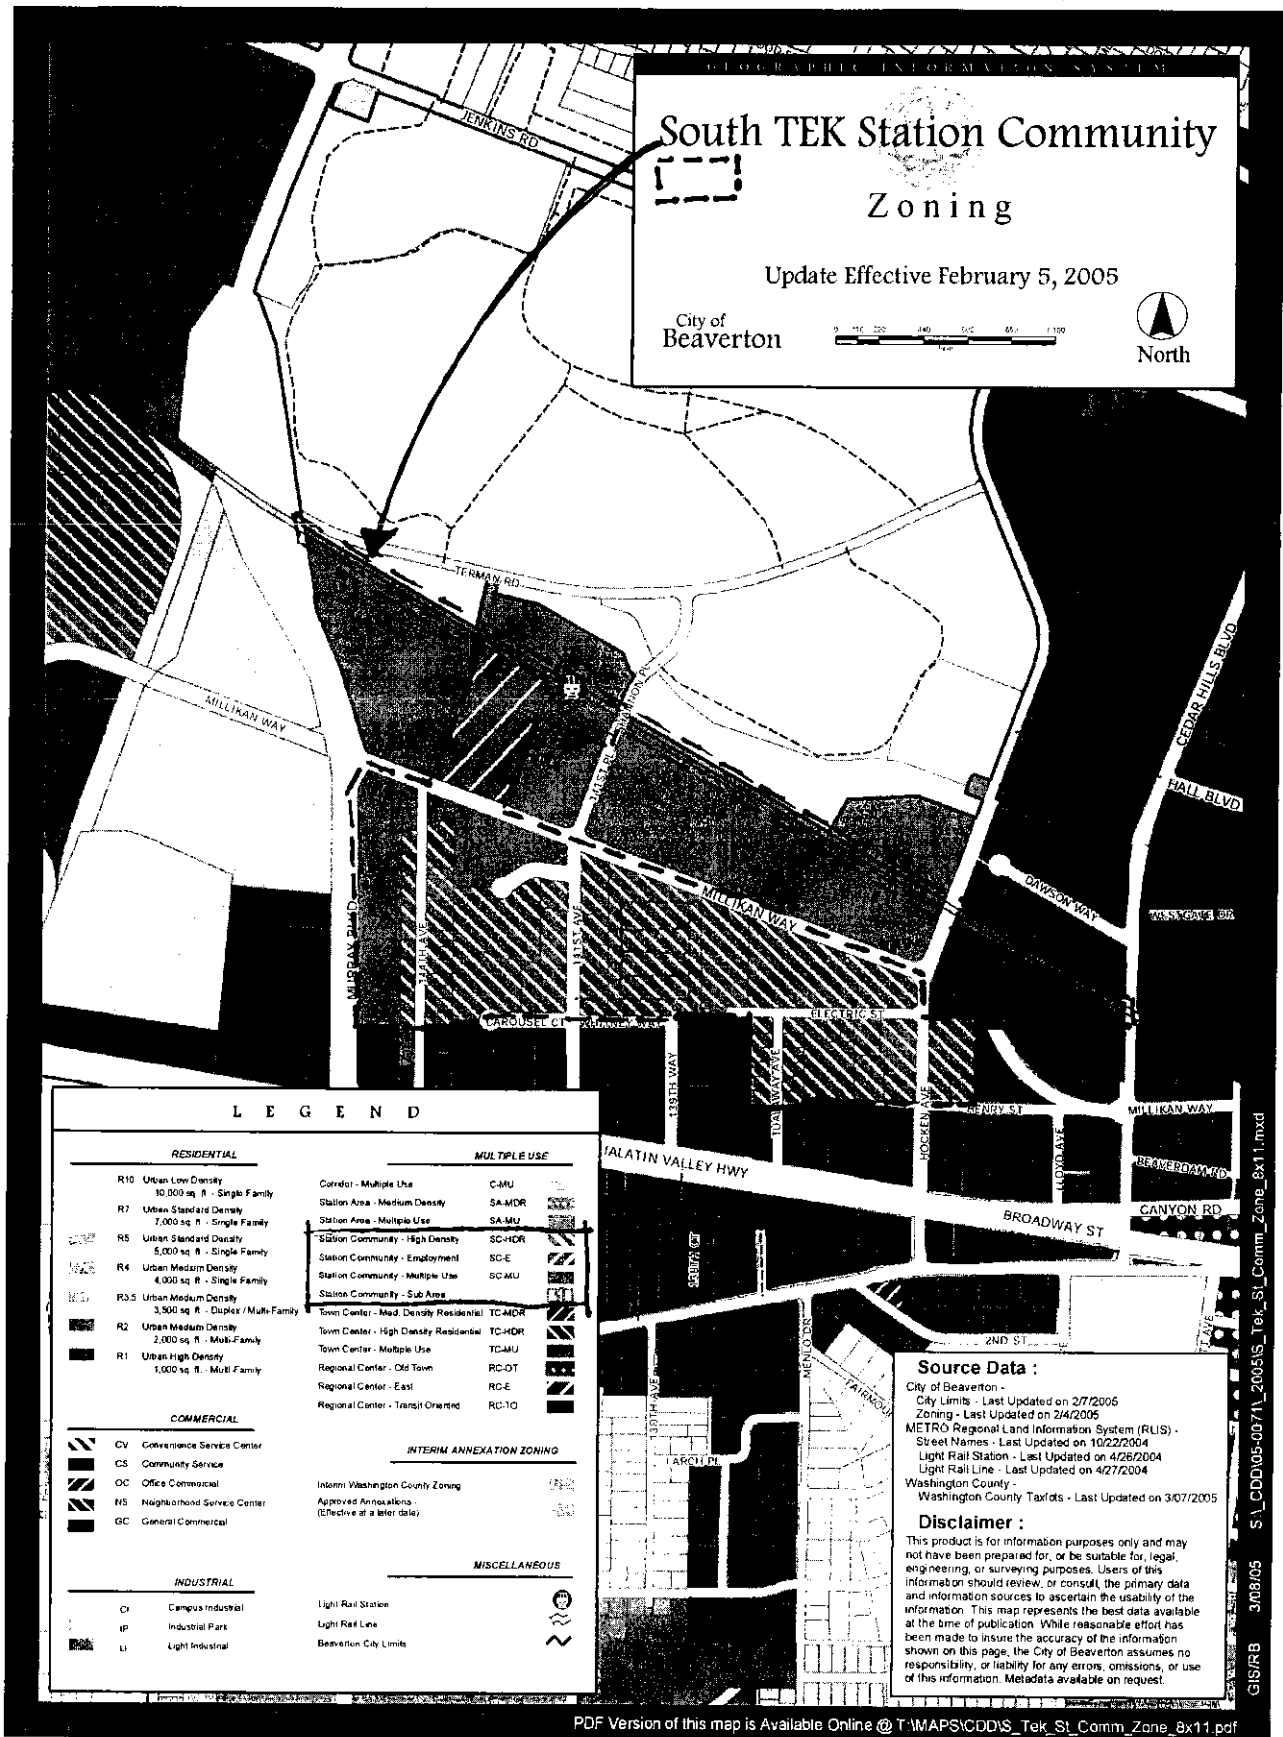 GEOGRAPHIC INFORMATION SYSTEM
South TEK Station Community
Zoning
Update Effective February 5, 2005
City of
Beaverton
North
JENKINS RD
TERMAN RD
MILLIKAN WAY
SHANNON PL
141ST PL
CEDAR HILLS BLVD
HALL BLVD
MURRAY BLVD
144TH AVE
141ST AVE
MILLIKAN WAY
DAWSON WAY
WESTGATE DR
CAROUSEL CT
WHITNEY WAY
ELECTRIC ST
139TH WAY
TUALAWAY AVE
HOCKEN AVE
HENRY ST
MILLIKAN WAY
LLOYD AVE
BEAVERDAM RD
CANYON RD
BROADWAY ST
2ND ST
MENLO DR
LARCH PL
LEGEND
RESIDENTIAL
R10 Urban Low Density
10,000 sq. ft. - Single Family
R7 Urban Standard Density
7,000 sq. ft. - Single Family
R5 Urban Standard Density
5,000 sq. ft. - Single Family
R4 Urban Medium Density
4,000 sq. ft. - Single Family
R3.5 Urban Medium Density
3,500 sq. ft. - Duplex / Multi-Family
R2 Urban Medium Density
2,000 sq. ft. - Multi-Family
R1 Urban High Density
1,000 sq. ft. - Multi-Family
COMMERCIAL
CV Convenience Service Center
CS Community Service
OC Office Commercial
NS Neighborhood Service Center
GC General Commercial
INDUSTRIAL
CI Campus Industrial
IP Industrial Park
LI Light Industrial
MULTIPLE USE
Corridor - Multiple Use C-MU
Station Area - Medium Density SA-MDR
Station Area - Multiple Use SA-MU
Station Community - High Density SC-HDR
Station Community - Employment SC-E
Station Community - Multiple Use SC-MU
Station Community - Sub Area
Town Center - Med. Density Residential TC-MDR
Town Center - High Density Residential TC-HDR
Town Center - Multiple Use TC-MU
Regional Center - Old Town RC-OT
Regional Center - East RC-E
Regional Center - Transit Oriented RC-TO
INTERIM ANNEXATION ZONING
Interim Washington County Zoning
Approved Annexations -
(Effective at a later date)
MISCELLANEOUS
Light Rail Station
Light Rail Line
Beaverton City Limits
Source Data :
City of Beaverton -
City Limits - Last Updated on 2/7/2005
Zoning - Last Updated on 2/4/2005
METRO Regional Land Information System (RLIS) -
Street Names - Last Updated on 10/22/2004
Light Rail Station - Last Updated on 4/26/2004
Light Rail Line - Last Updated on 4/27/2004
Washington County -
Washington County Taxlots - Last Updated on 3/07/2005
Disclaimer :
This product is for information purposes only and may
not have been prepared for, or be suitable for, legal,
engineering, or surveying purposes. Users of this
information should review, or consult, the primary data
and information sources to ascertain the usability of the
information. This map represents the best data available
at the time of publication. While reasonable effort has
been made to insure the accuracy of the information
shown on this page, the City of Beaverton assumes no
responsibility, or liability for any errors, omissions, or use
of this information. Metadata available on request.
GIS/RB 3/08/05 S:\_CDD\05-0071\_2005\S_Tek_St_Comm_Zone_8x11.mxd
PDF Version of this map is Available Online @ T:\MAPS\CDD\S_Tek_St_Comm_Zone_8x11.pdf